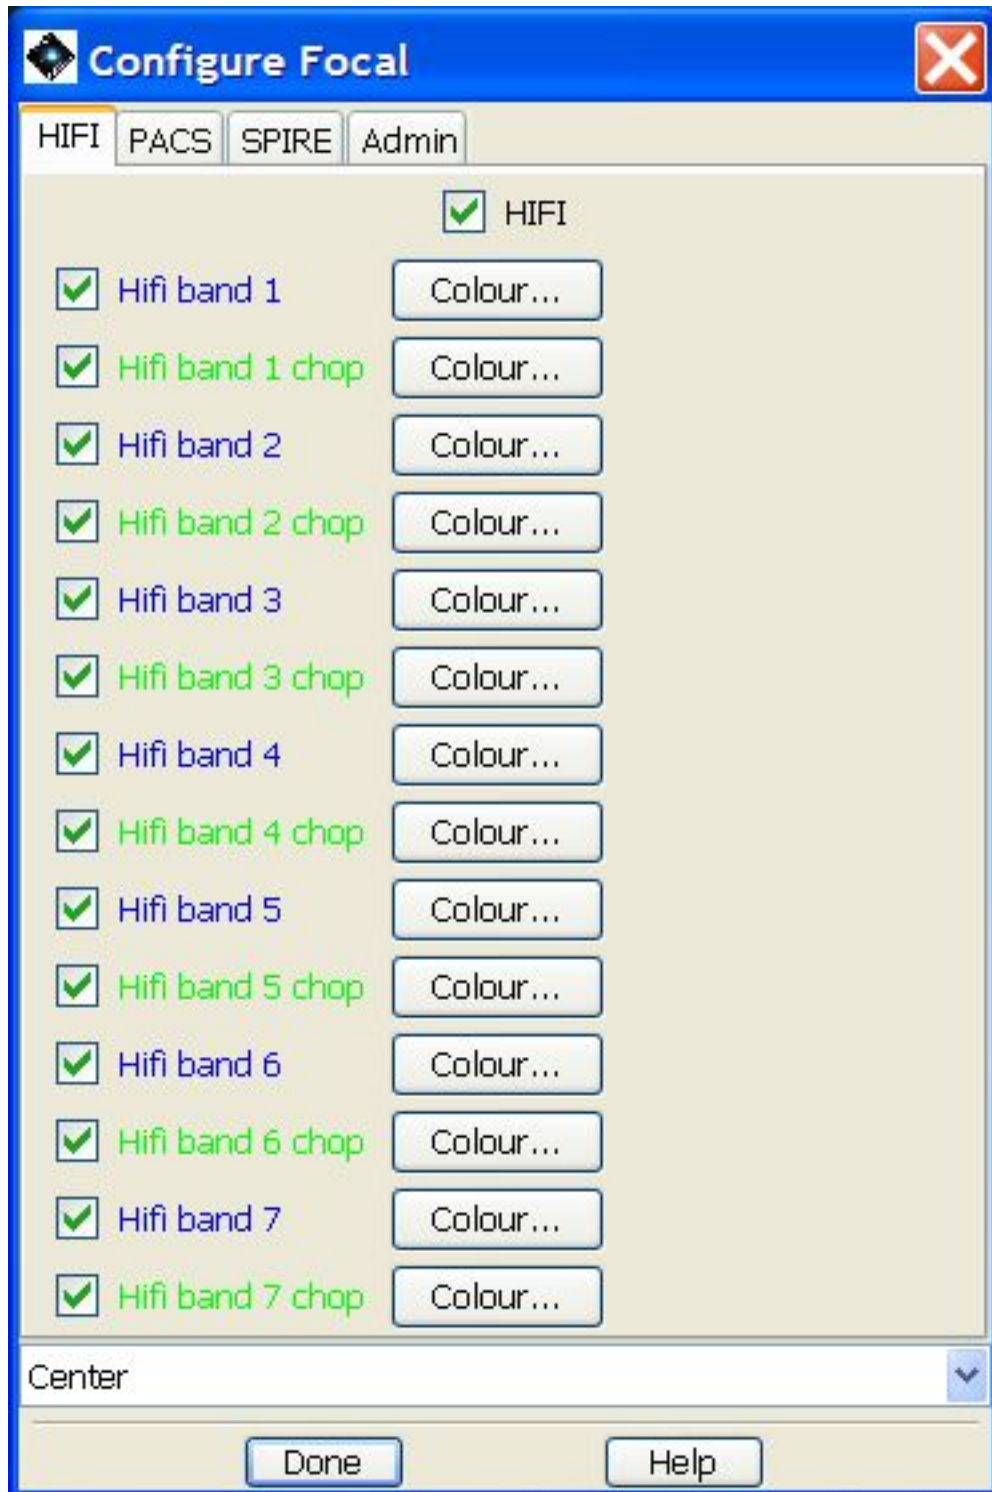 Configure Focal
HIFI PACS SPIRE Admin
HIFI
Hifi band 1 Colour...
Hifi band 1 chop Colour...
Hifi band 2 Colour...
Hifi band 2 chop Colour...
Hifi band 3 Colour...
Hifi band 3 chop Colour...
Hifi band 4 Colour...
Hifi band 4 chop Colour...
Hifi band 5 Colour...
Hifi band 5 chop Colour...
Hifi band 6 Colour...
Hifi band 6 chop Colour...
Hifi band 7 Colour...
Hifi band 7 chop Colour...
Center
Done Help